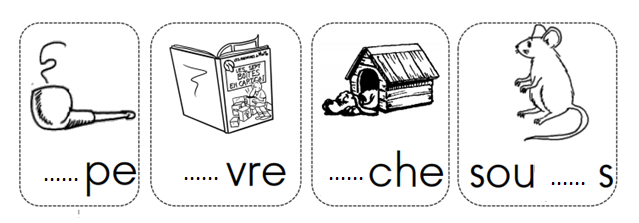 LES SEPT
BOITES
EN CARTON
...... pe
...... vre
...... che
sou ...... s